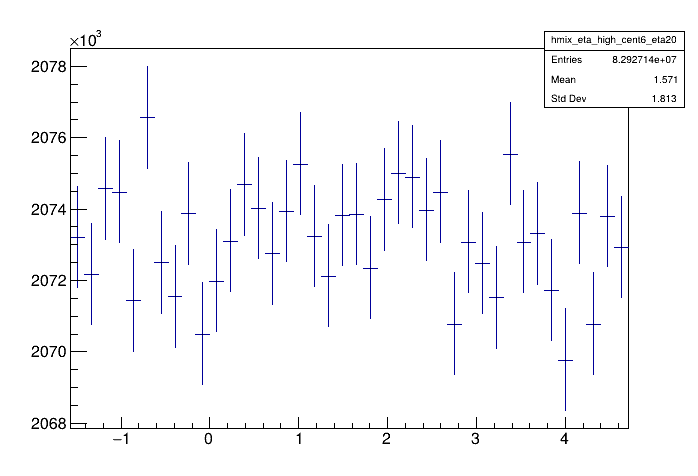 ×10³
hmix_eta_high_cent6_eta20
Entries 8.292714e+07
Mean 1.571
Std Dev 1.813
2078
2076
2074
2072
2070
2068
−1 0 1 2 3 4